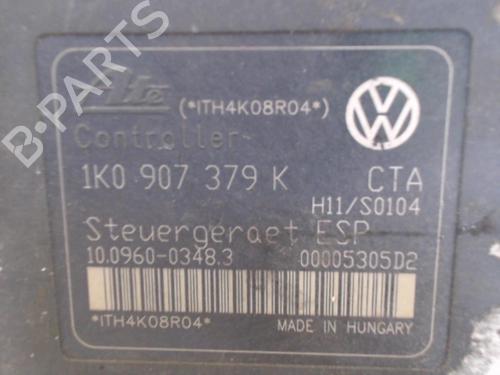 Ate (*ITH4K08R04*)
Controller
1K0 907 379 K CTA
H11/S0104
Steuergeraet ESP
10.0960-0348.3 00005305D2
*ITH4K08R04* MADE IN HUNGARY
B-PARTS